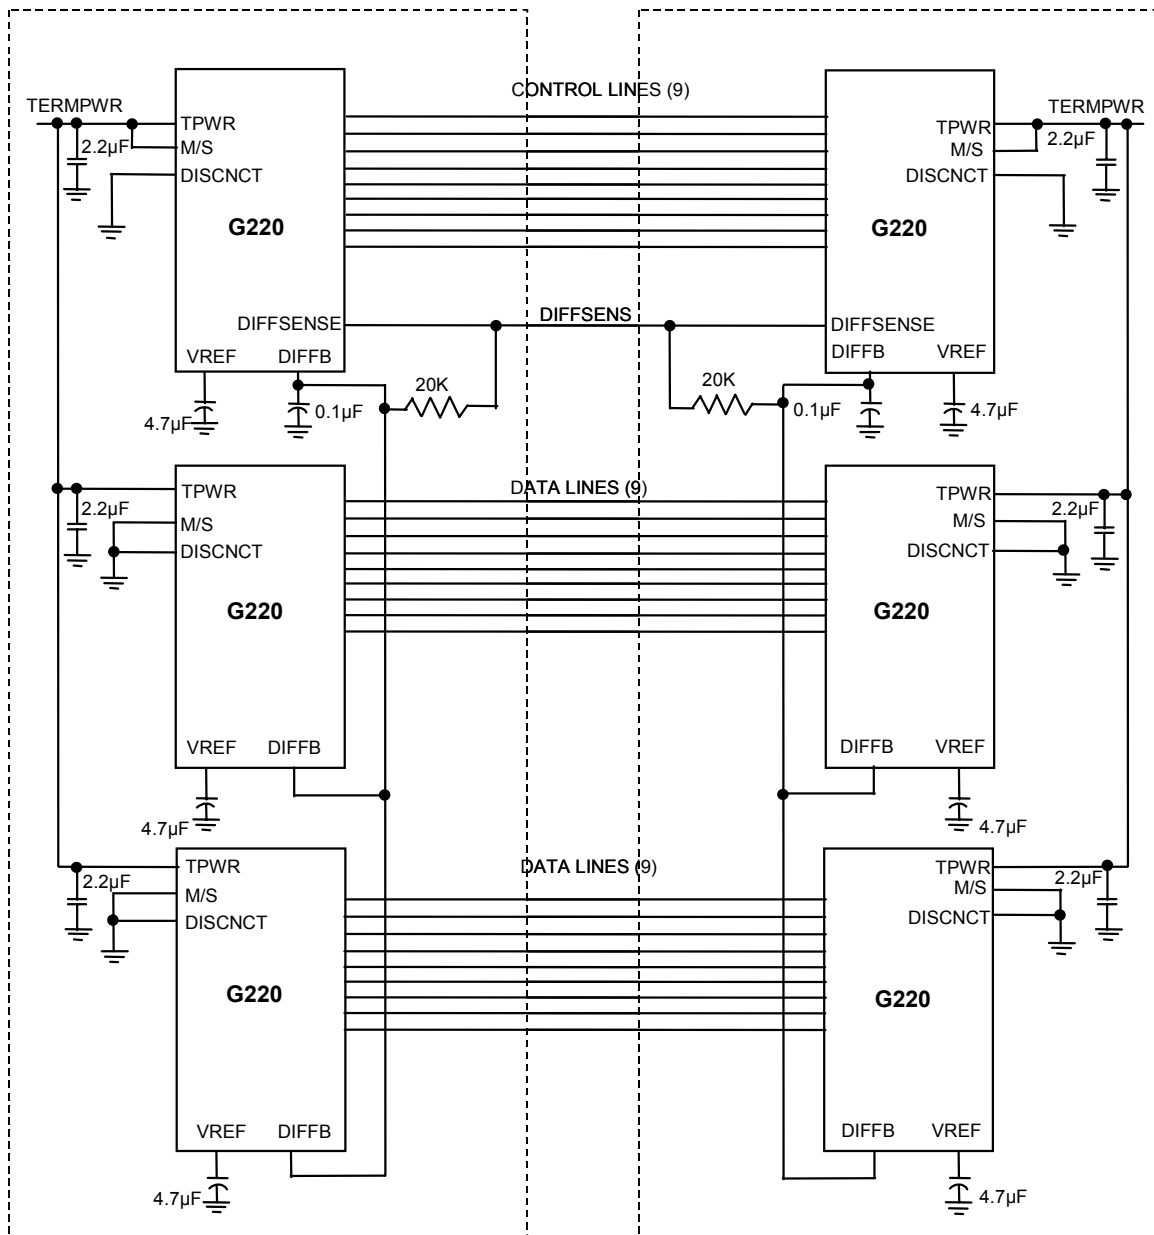 CONTROL LINES (9)
TERMPWR
TERMPWR
TPWR
2.2µF
M/S
DISCNCT
G220
DIFFSENSE
VREF
DIFFB
4.7µF
0.1µF
20K
DIFFSENS
TPWR
M/S
2.2µF
DISCNCT
G220
DIFFSENSE
DIFFB
VREF
20K
0.1µF
4.7µF
DATA LINES (9)
TPWR
2.2µF
M/S
DISCNCT
G220
VREF
DIFFB
4.7µF
TPWR
2.2µF
M/S
DISCNCT
G220
DIFFB
VREF
4.7µF
DATA LINES (9)
TPWR
2.2µF
M/S
DISCNCT
G220
VREF
DIFFB
4.7µF
TPWR
2.2µF
M/S
DISCNCT
G220
DIFFB
VREF
4.7µF